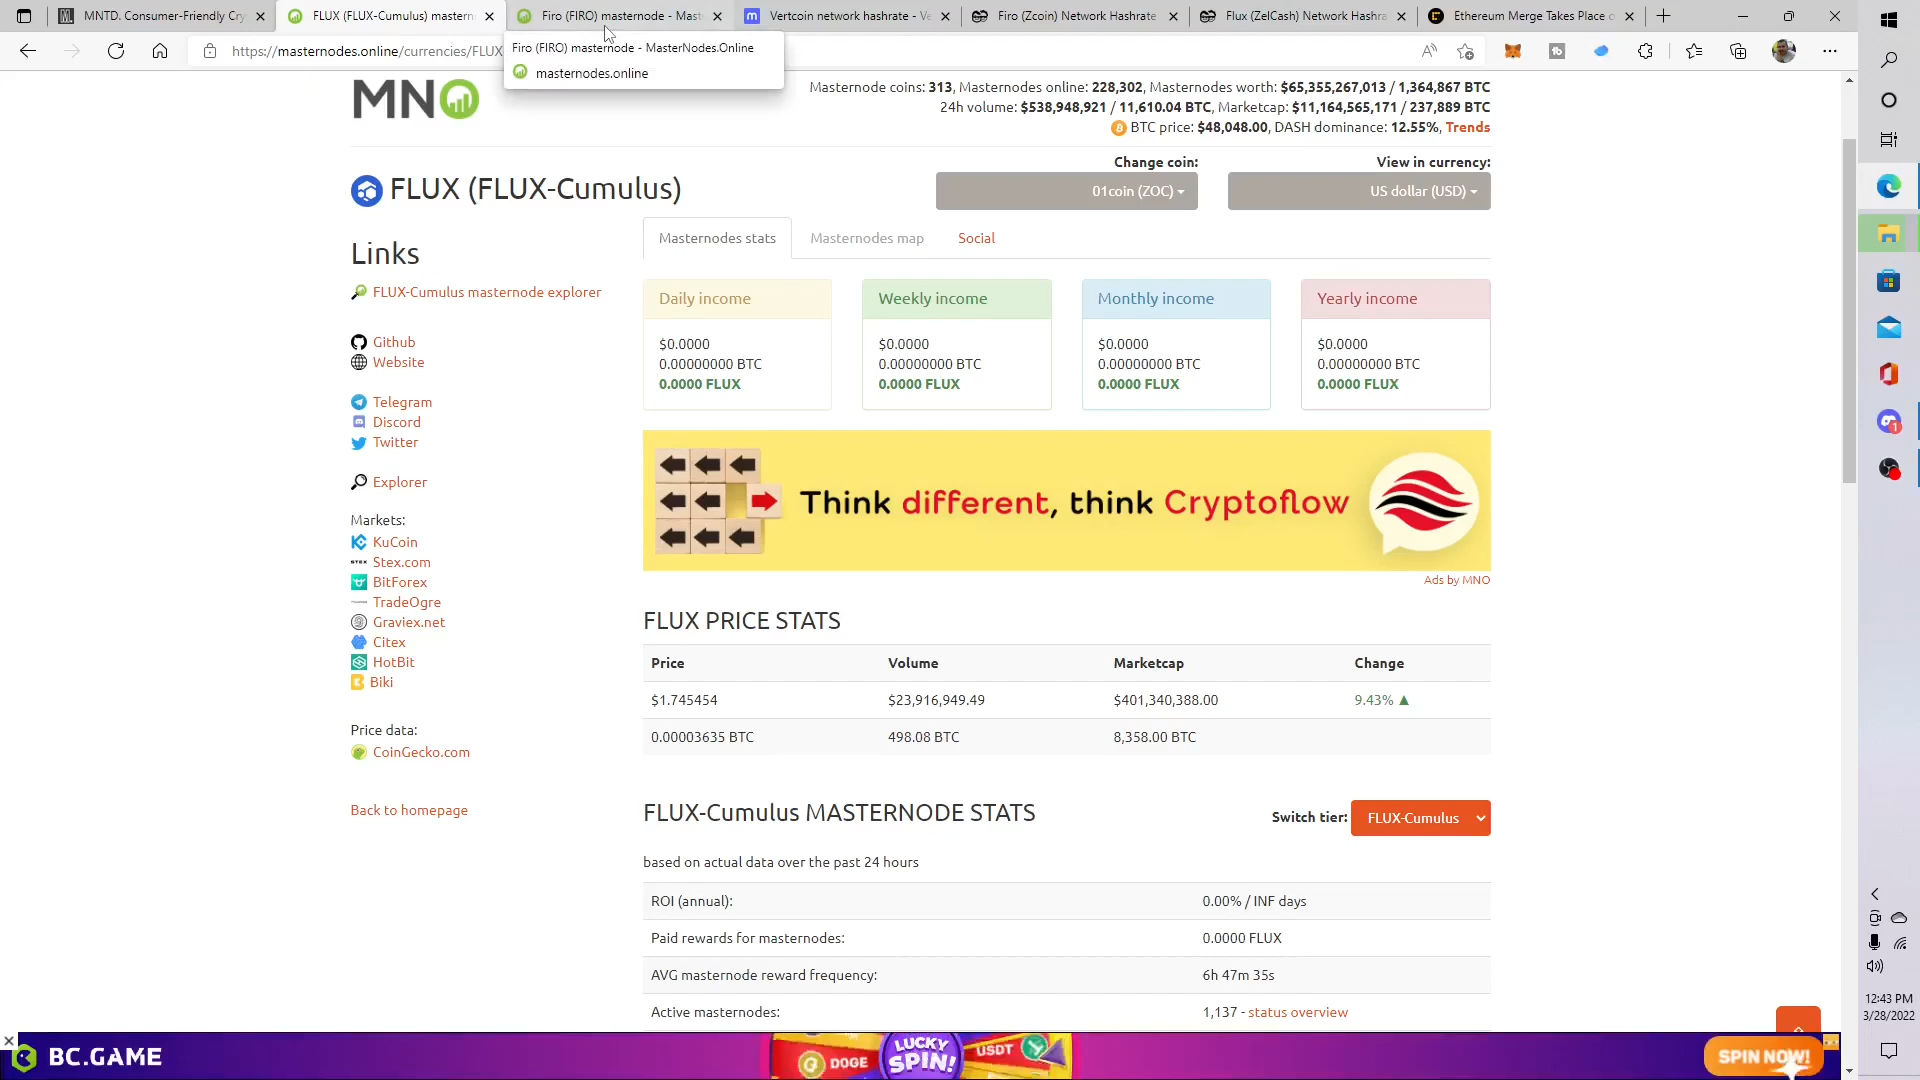 MNTD. Consumer-Friendly Cry
FLUX (FLUX-Cumulus) mastern
Firo (FIRO) masternode - Mast
Vertcoin network hashrate - Ve
Firo (Zcoin) Network Hashrate
Flux (ZelCash) Network Hashra
Ethereum Merge Takes Place o
https://masternodes.online/currencies/FLUX
Firo (FIRO) masternode - MasterNodes.Online
masternodes.online
MNO
Masternode coins: 313, Masternodes online: 228,302, Masternodes worth: $65,355,267,013 / 1,364,867 BTC
24h volume: $538,948,921 / 11,610.04 BTC, Marketcap: $11,164,565,171 / 237,889 BTC
BTC price: $48,048.00, DASH dominance: 12.55%, Trends
Change coin:
View in currency:
FLUX (FLUX-Cumulus)
01coin (ZOC)
US dollar (USD)
Links
FLUX-Cumulus masternode explorer
Github
Website
Telegram
Discord
Twitter
Explorer
Markets:
KuCoin
Stex.com
BitForex
TradeOgre
Graviex.net
Citex
HotBit
Biki
Price data:
CoinGecko.com
Back to homepage
Masternodes stats
Masternodes map
Social
Daily income
$0.0000
0.00000000 BTC
0.0000 FLUX
Weekly income
$0.0000
0.00000000 BTC
0.0000 FLUX
Monthly income
$0.0000
0.00000000 BTC
0.0000 FLUX
Yearly income
$0.0000
0.00000000 BTC
0.0000 FLUX
Think different, think Cryptoflow
Ads by MNO
FLUX PRICE STATS
Price Volume Marketcap Change
$1.745454 $23,916,949.49 $401,340,388.00 9.43% ▲
0.00003635 BTC 498.08 BTC 8,358.00 BTC
FLUX-Cumulus MASTERNODE STATS
Switch tier: FLUX-Cumulus
based on actual data over the past 24 hours
ROI (annual): 0.00% / INF days
Paid rewards for masternodes: 0.0000 FLUX
AVG masternode reward frequency: 6h 47m 35s
Active masternodes: 1,137 - status overview
BC.GAME
DOGE
LUCKY
SPIN!
USDT
SPIN NOW!
1
12:43 PM
3/28/2022